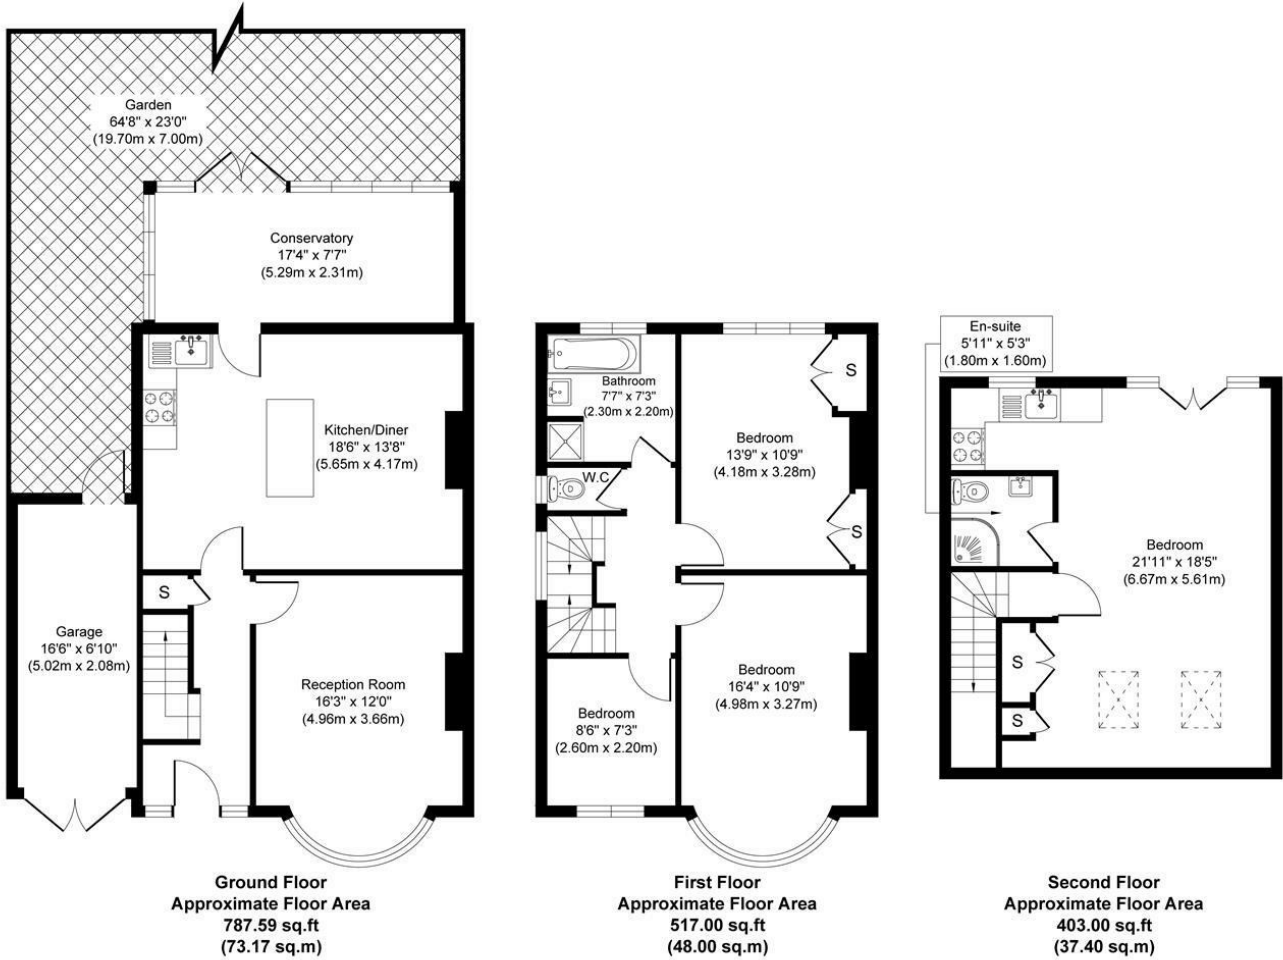 Garden
64'8" x 23'0"
(19.70m x 7.00m)
Conservatory
17'4" x 7'7"
(5.29m x 2.31m)
Kitchen/Diner
18'6" x 13'8"
(5.65m x 4.17m)
S
Garage
16'6" x 6'10"
(5.02m x 2.08m)
Reception Room
16'3" x 12'0"
(4.96m x 3.66m)
Ground Floor
Approximate Floor Area
787.59 sq.ft
(73.17 sq.m)
Bathroom
7'7" x 7'3"
(2.30m x 2.20m)
S
Bedroom
13'9" x 10'9"
(4.18m x 3.28m)
W.C
S
Bedroom
16'4" x 10'9"
(4.98m x 3.27m)
Bedroom
8'6" x 7'3"
(2.60m x 2.20m)
First Floor
Approximate Floor Area
517.00 sq.ft
(48.00 sq.m)
En-suite
5'11" x 5'3"
(1.80m x 1.60m)
Bedroom
21'11" x 18'5"
(6.67m x 5.61m)
S
S
Second Floor
Approximate Floor Area
403.00 sq.ft
(37.40 sq.m)